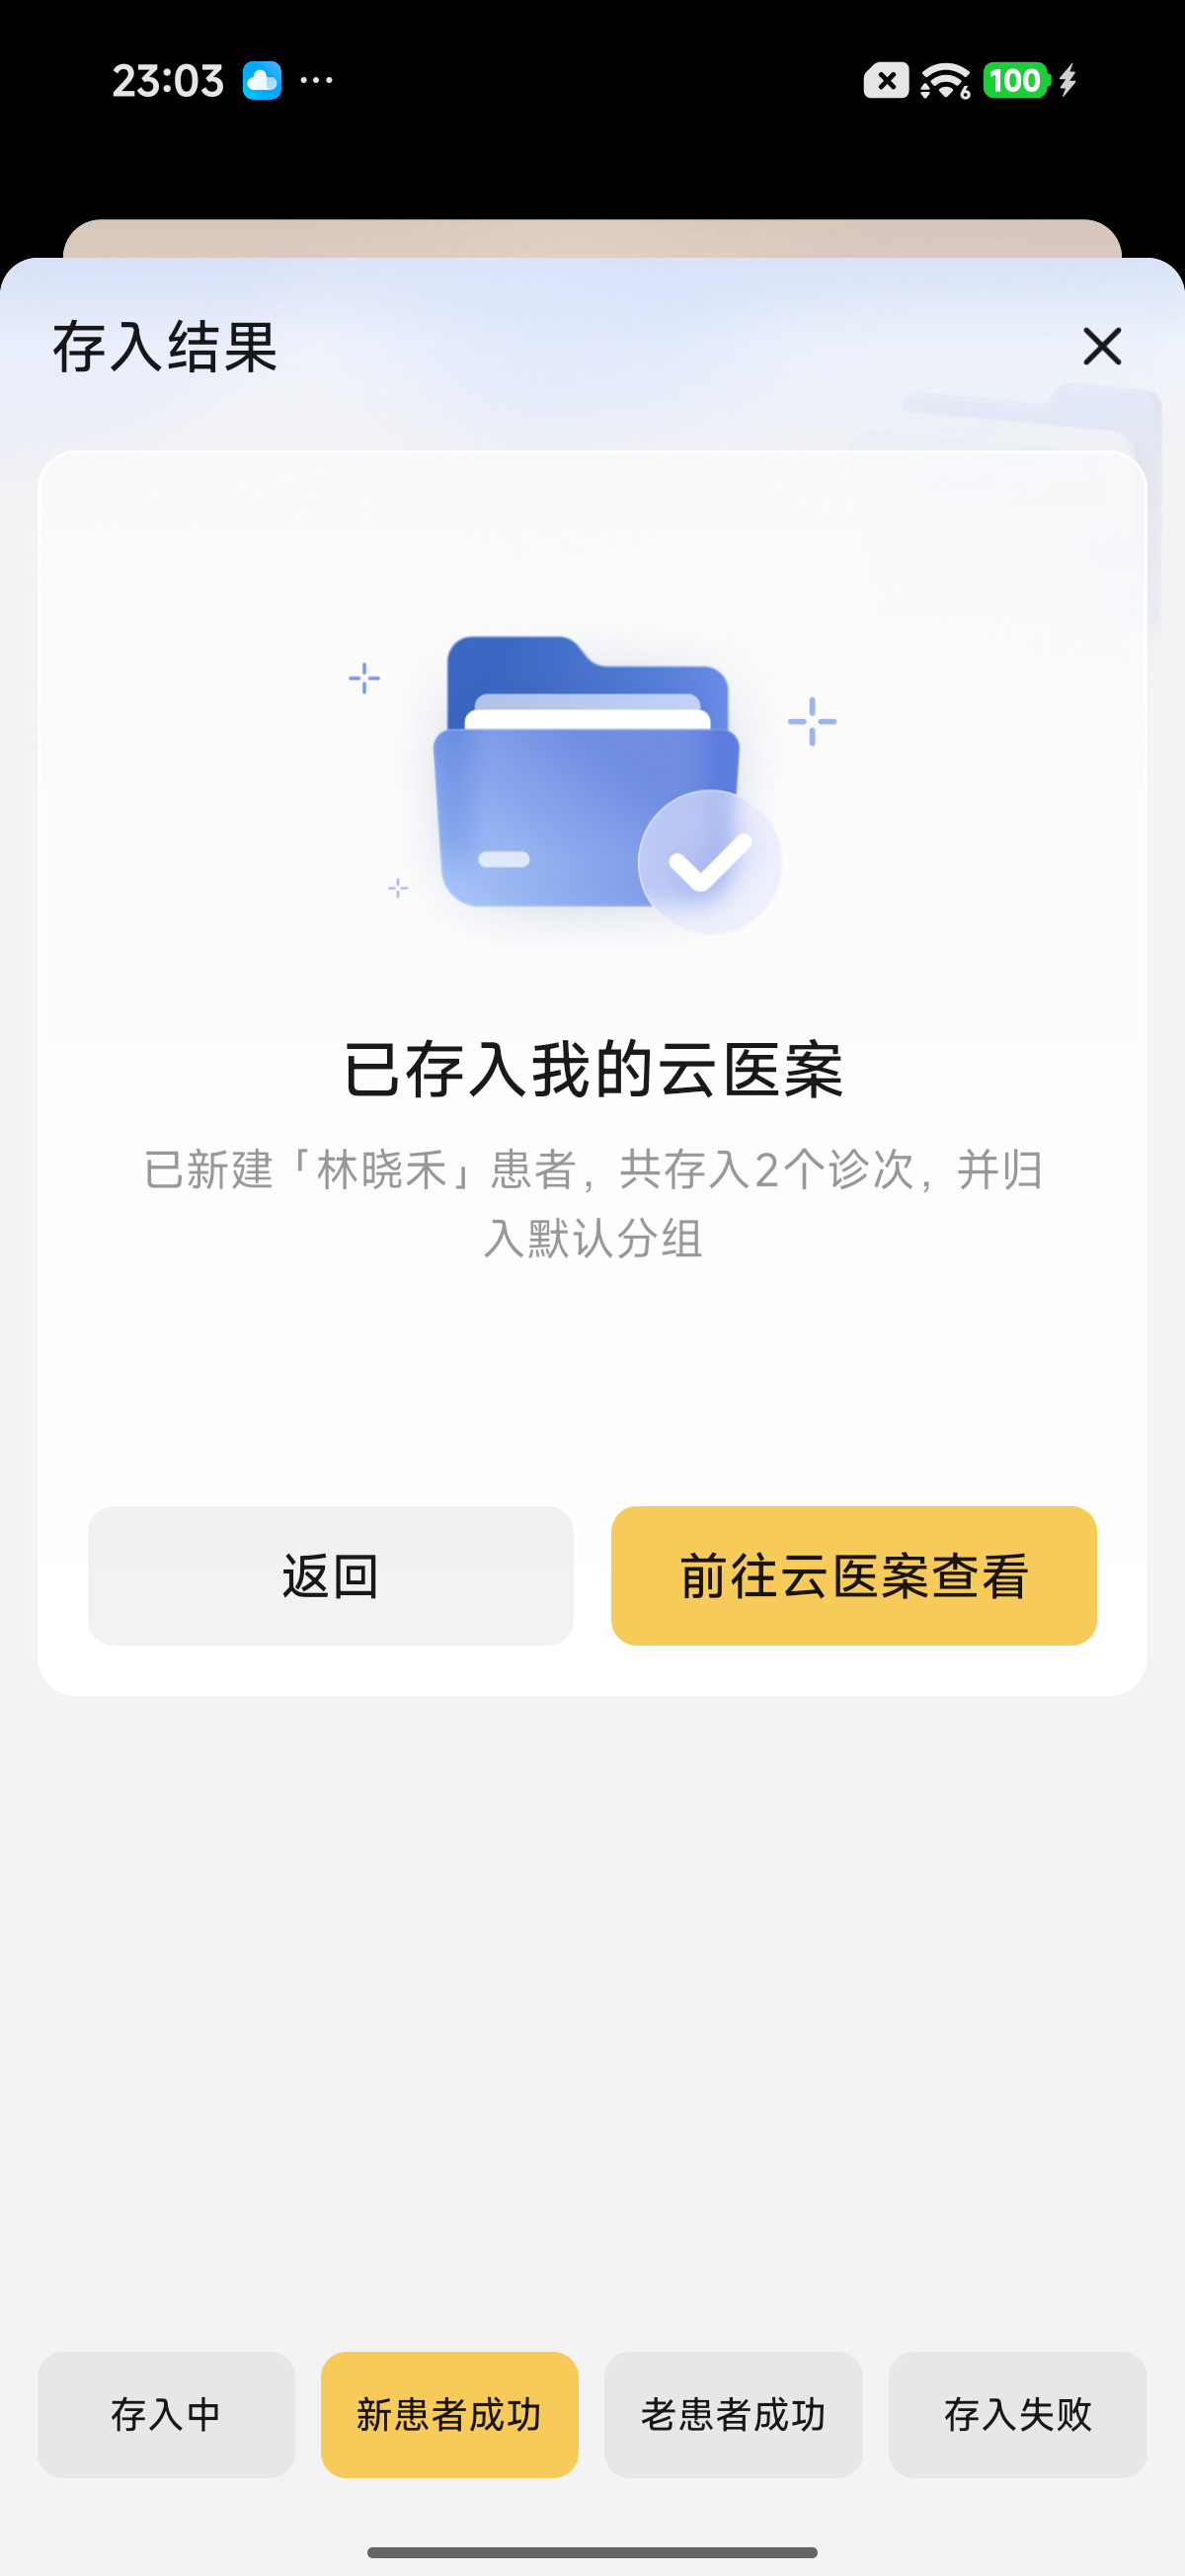 23:03
6
100
存入结果
已存入我的云医案
已新建「林晓禾」患者，共存入2个诊次，并归
入默认分组
返回
前往云医案查看
存入中
新患者成功
老患者成功
存入失败